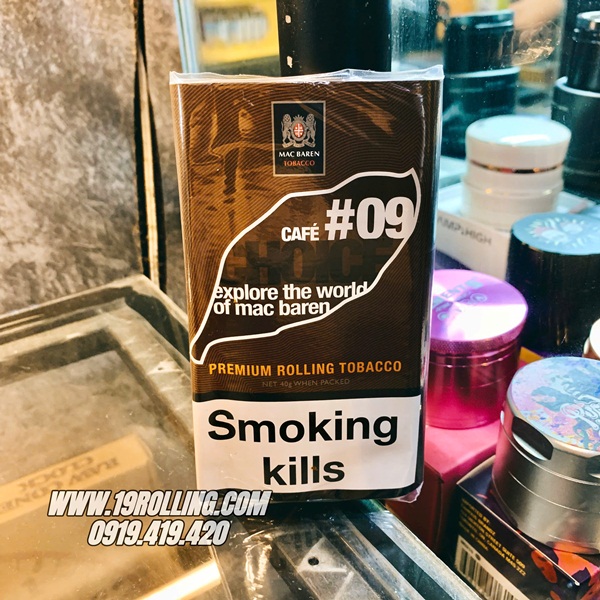 MAC BAREN
TOBACCO
CAFÉ #09
CHOICE
explore the world
of mac baren
PREMIUM ROLLING TOBACCO
NET 40g WHEN PACKED
Smoking
kills
WWW.19ROLLING.COM
0919.419.420